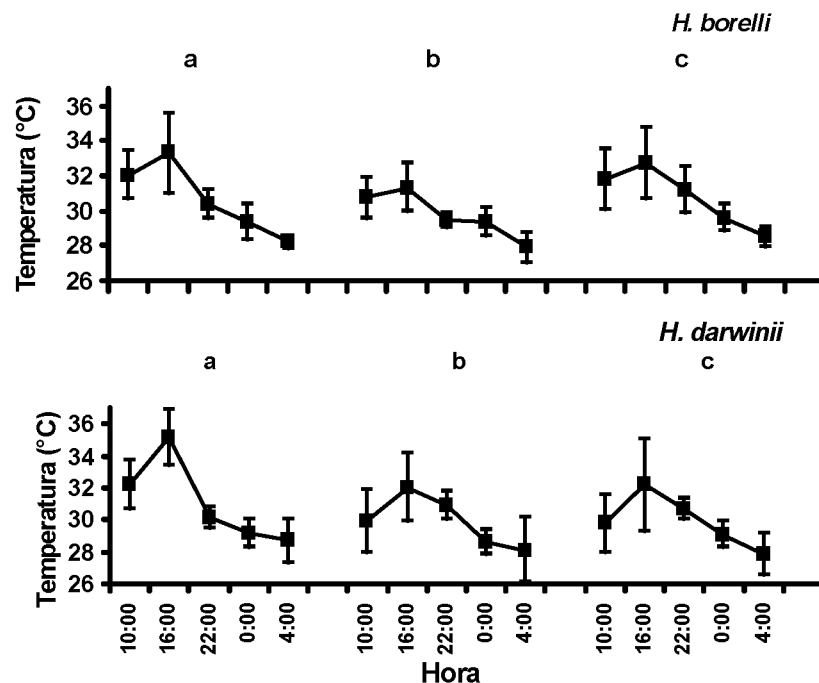 H. borelli
a b c
Temperatura (°C)
36
34
32
30
28
26
H. darwinii
a b c
Temperatura (°C)
36
34
32
30
28
26
10:00 16:00 22:00 0:00 4:00 10:00 16:00 22:00 0:00 4:00 10:00 16:00 22:00 0:00 4:00
Hora